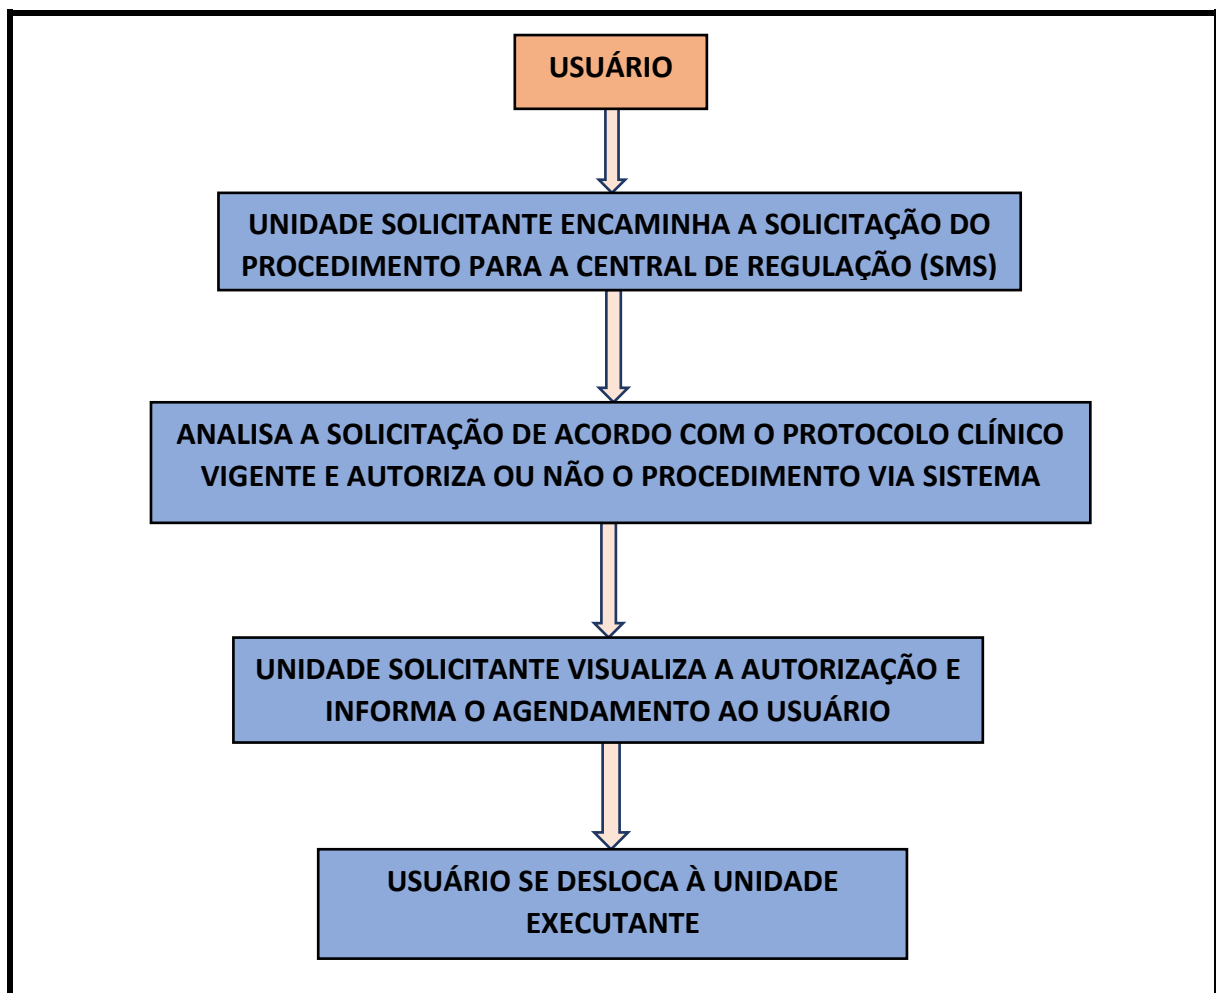 USUÁRIO
UNIDADE SOLICITANTE ENCAMINHA A SOLICITAÇÃO DO
PROCEDIMENTO PARA A CENTRAL DE REGULAÇÃO (SMS)
ANALISA A SOLICITAÇÃO DE ACORDO COM O PROTOCOLO CLÍNICO
VIGENTE E AUTORIZA OU NÃO O PROCEDIMENTO VIA SISTEMA
UNIDADE SOLICITANTE VISUALIZA A AUTORIZAÇÃO E
INFORMA O AGENDAMENTO AO USUÁRIO
USUÁRIO SE DESLOCA À UNIDADE
EXECUTANTE